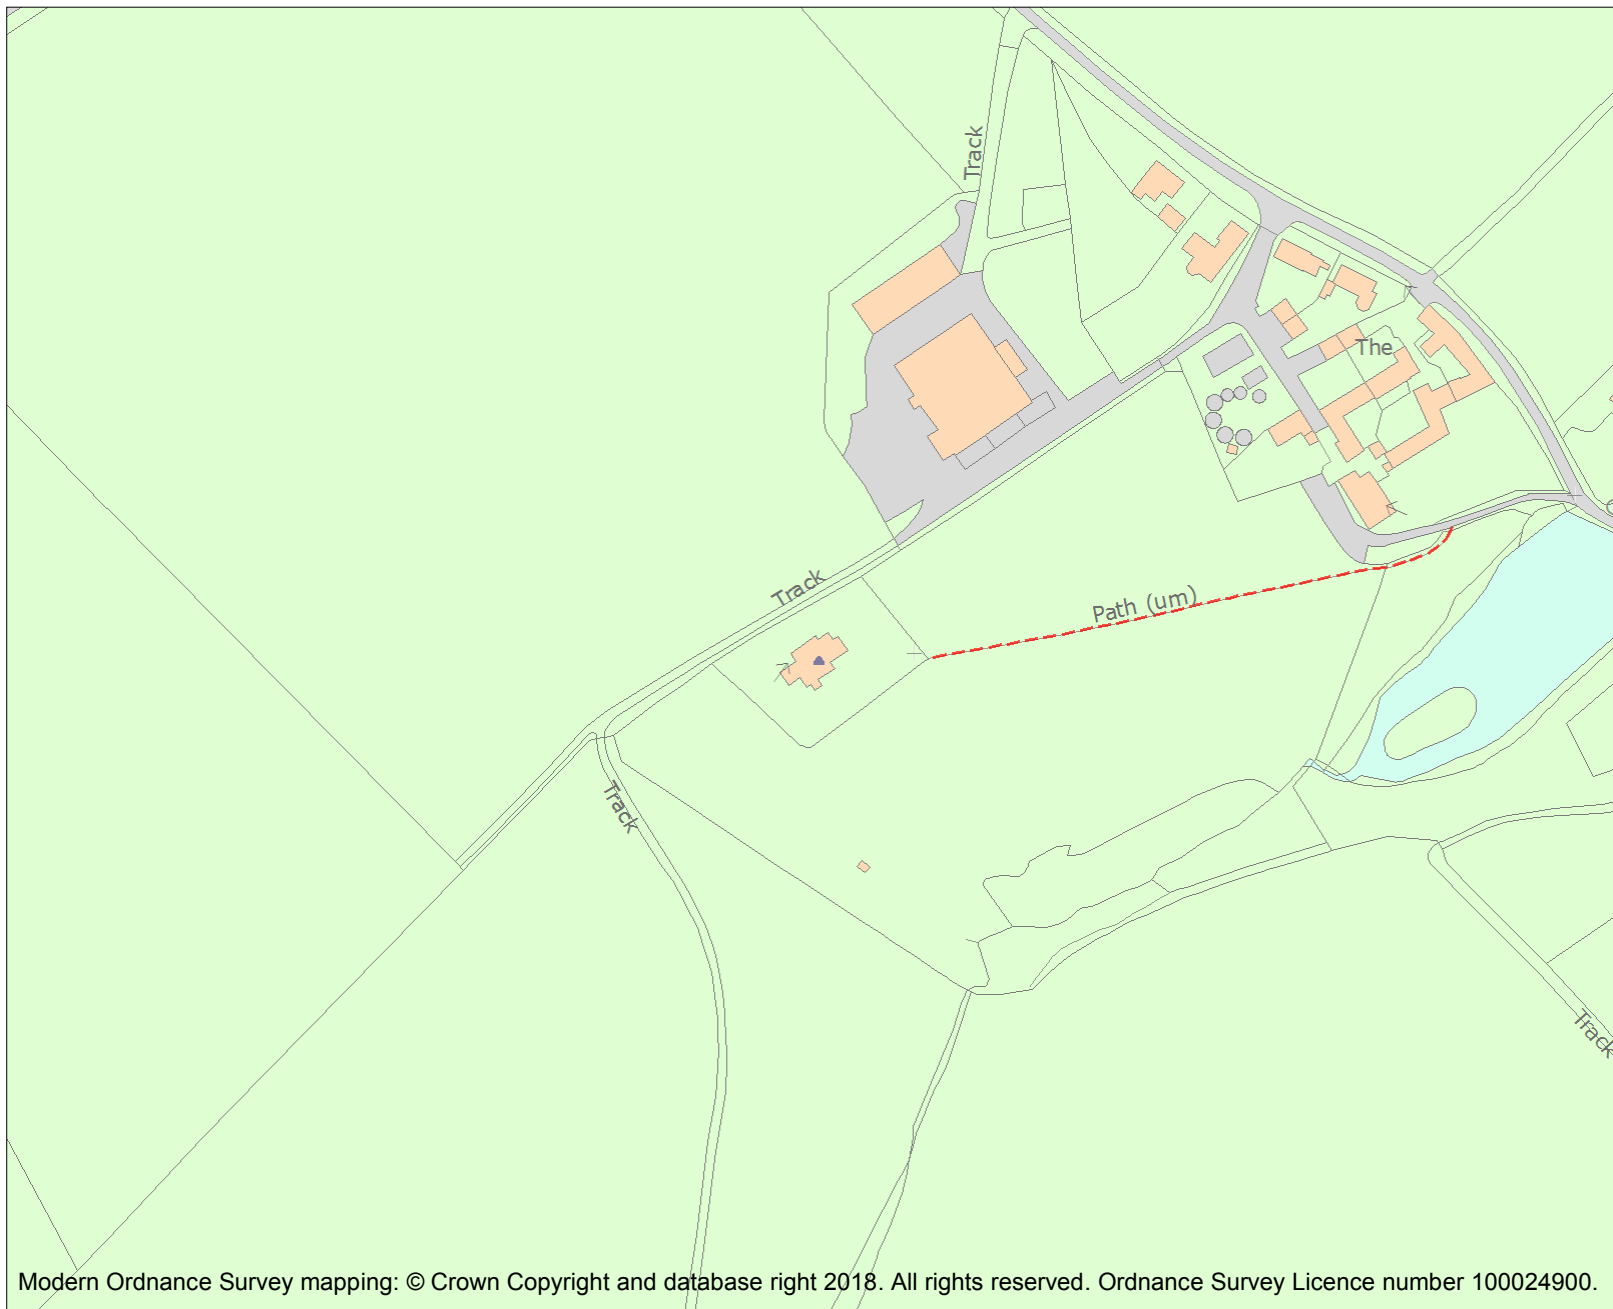 Track
The
Track
Path (um)
Track
Track
Modern Ordnance Survey mapping: © Crown Copyright and database right 2018. All rights reserved. Ordnance Survey Licence number 100024900.